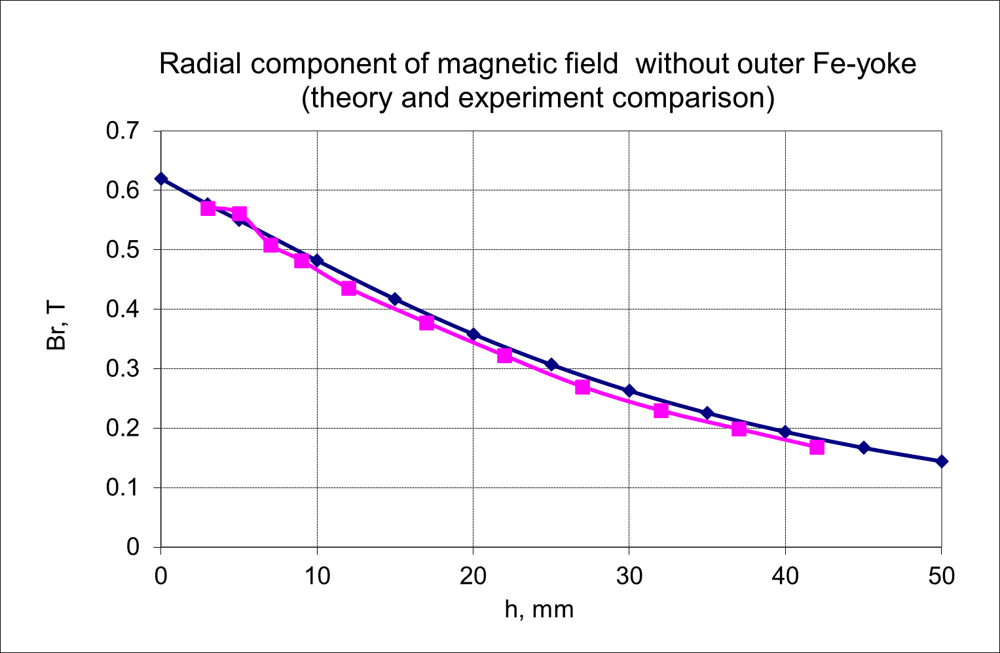 Radial component of magnetic field  without outer Fe-yoke
(theory and experiment comparison)
0.7
0.6
0.5
0.4
0.3
0.2
0.1
0
Br, T
0 10 20 30 40 50
h, mm